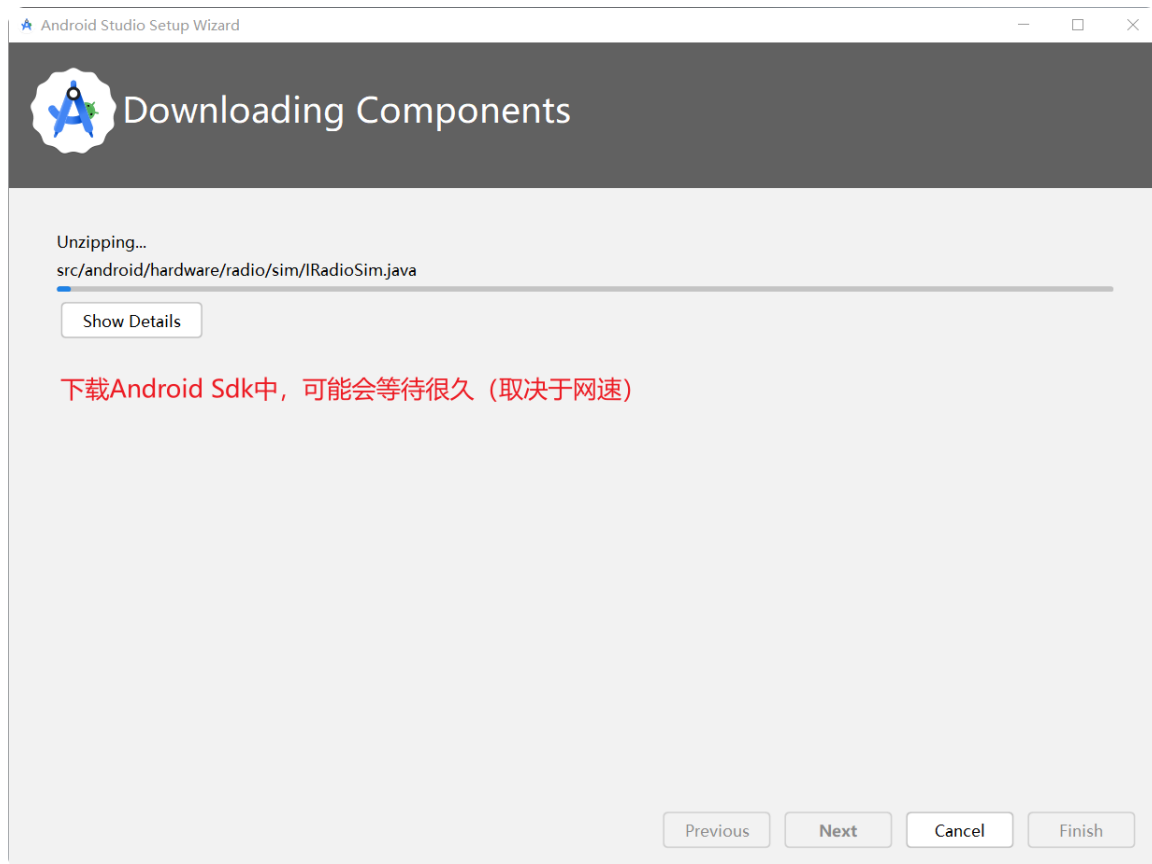 Android Studio Setup Wizard
Downloading Components
Unzipping...
src/android/hardware/radio/sim/IRadioSim.java
Show Details
下载Android Sdk中，可能会等待很久（取决于网速）
Previous
Next
Cancel
Finish